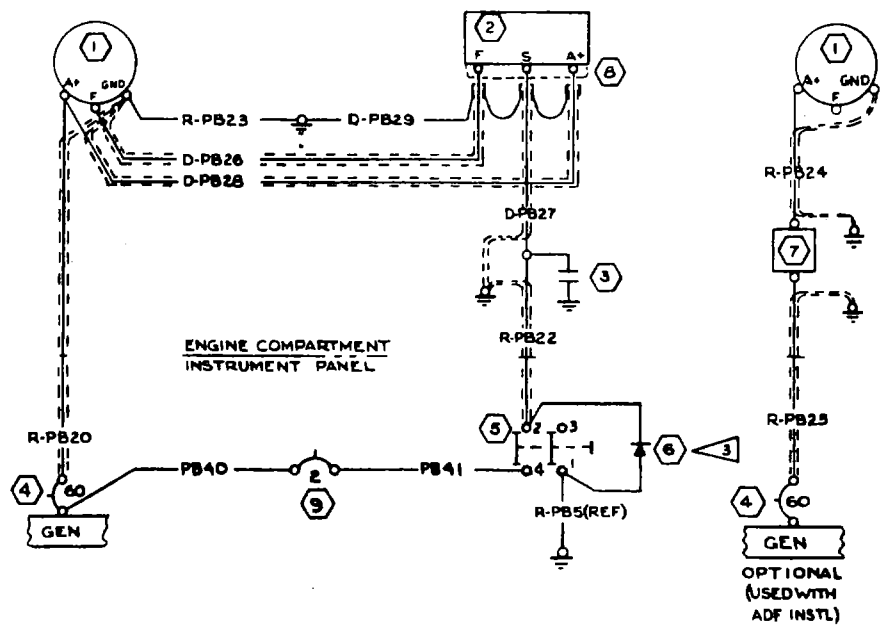 1
2
1
A+
F
GND
F
S
A+
8
A+
F
GND
R-PB23
D-PB29
D-PB26
D-PB28
R-PB24
D-PB27
7
3
R-PB22
ENGINE COMPARTMENT
INSTRUMENT PANEL
R-PB20
5
2
3
6
3
R-PB25
PB40
2
PB41
4
1
4
60
9
4
60
R-PB5(REF)
GEN
GEN
OPTIONAL
(USED WITH
ADF INSTL)